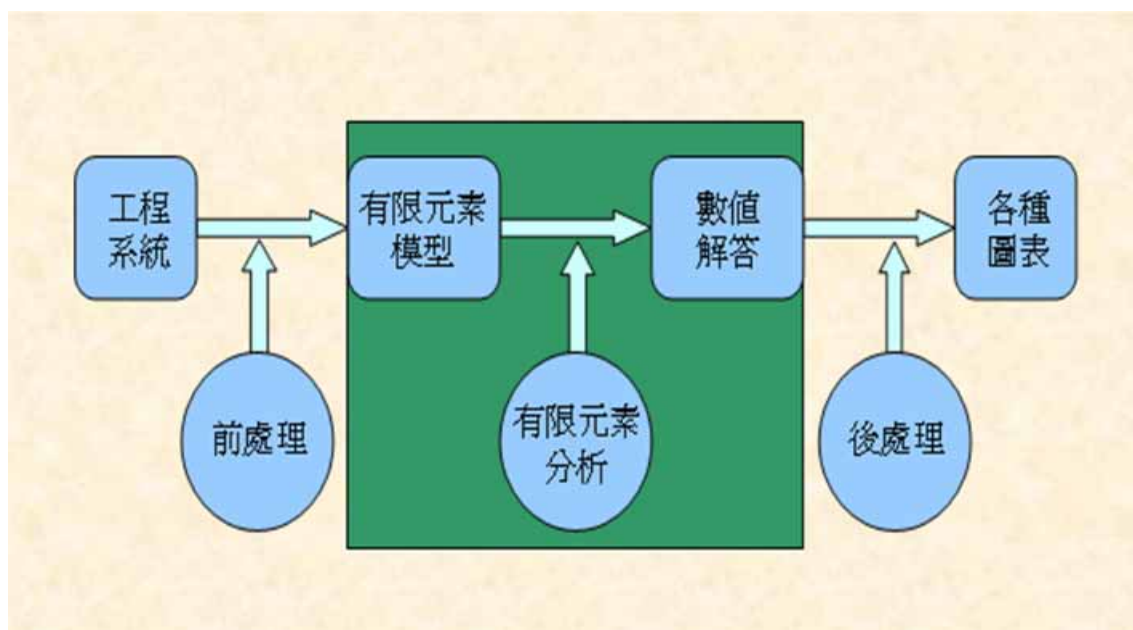 工程
系統
有限元素
模型
數值
解答
各種
圖表
前處理
有限元素
分析
後處理